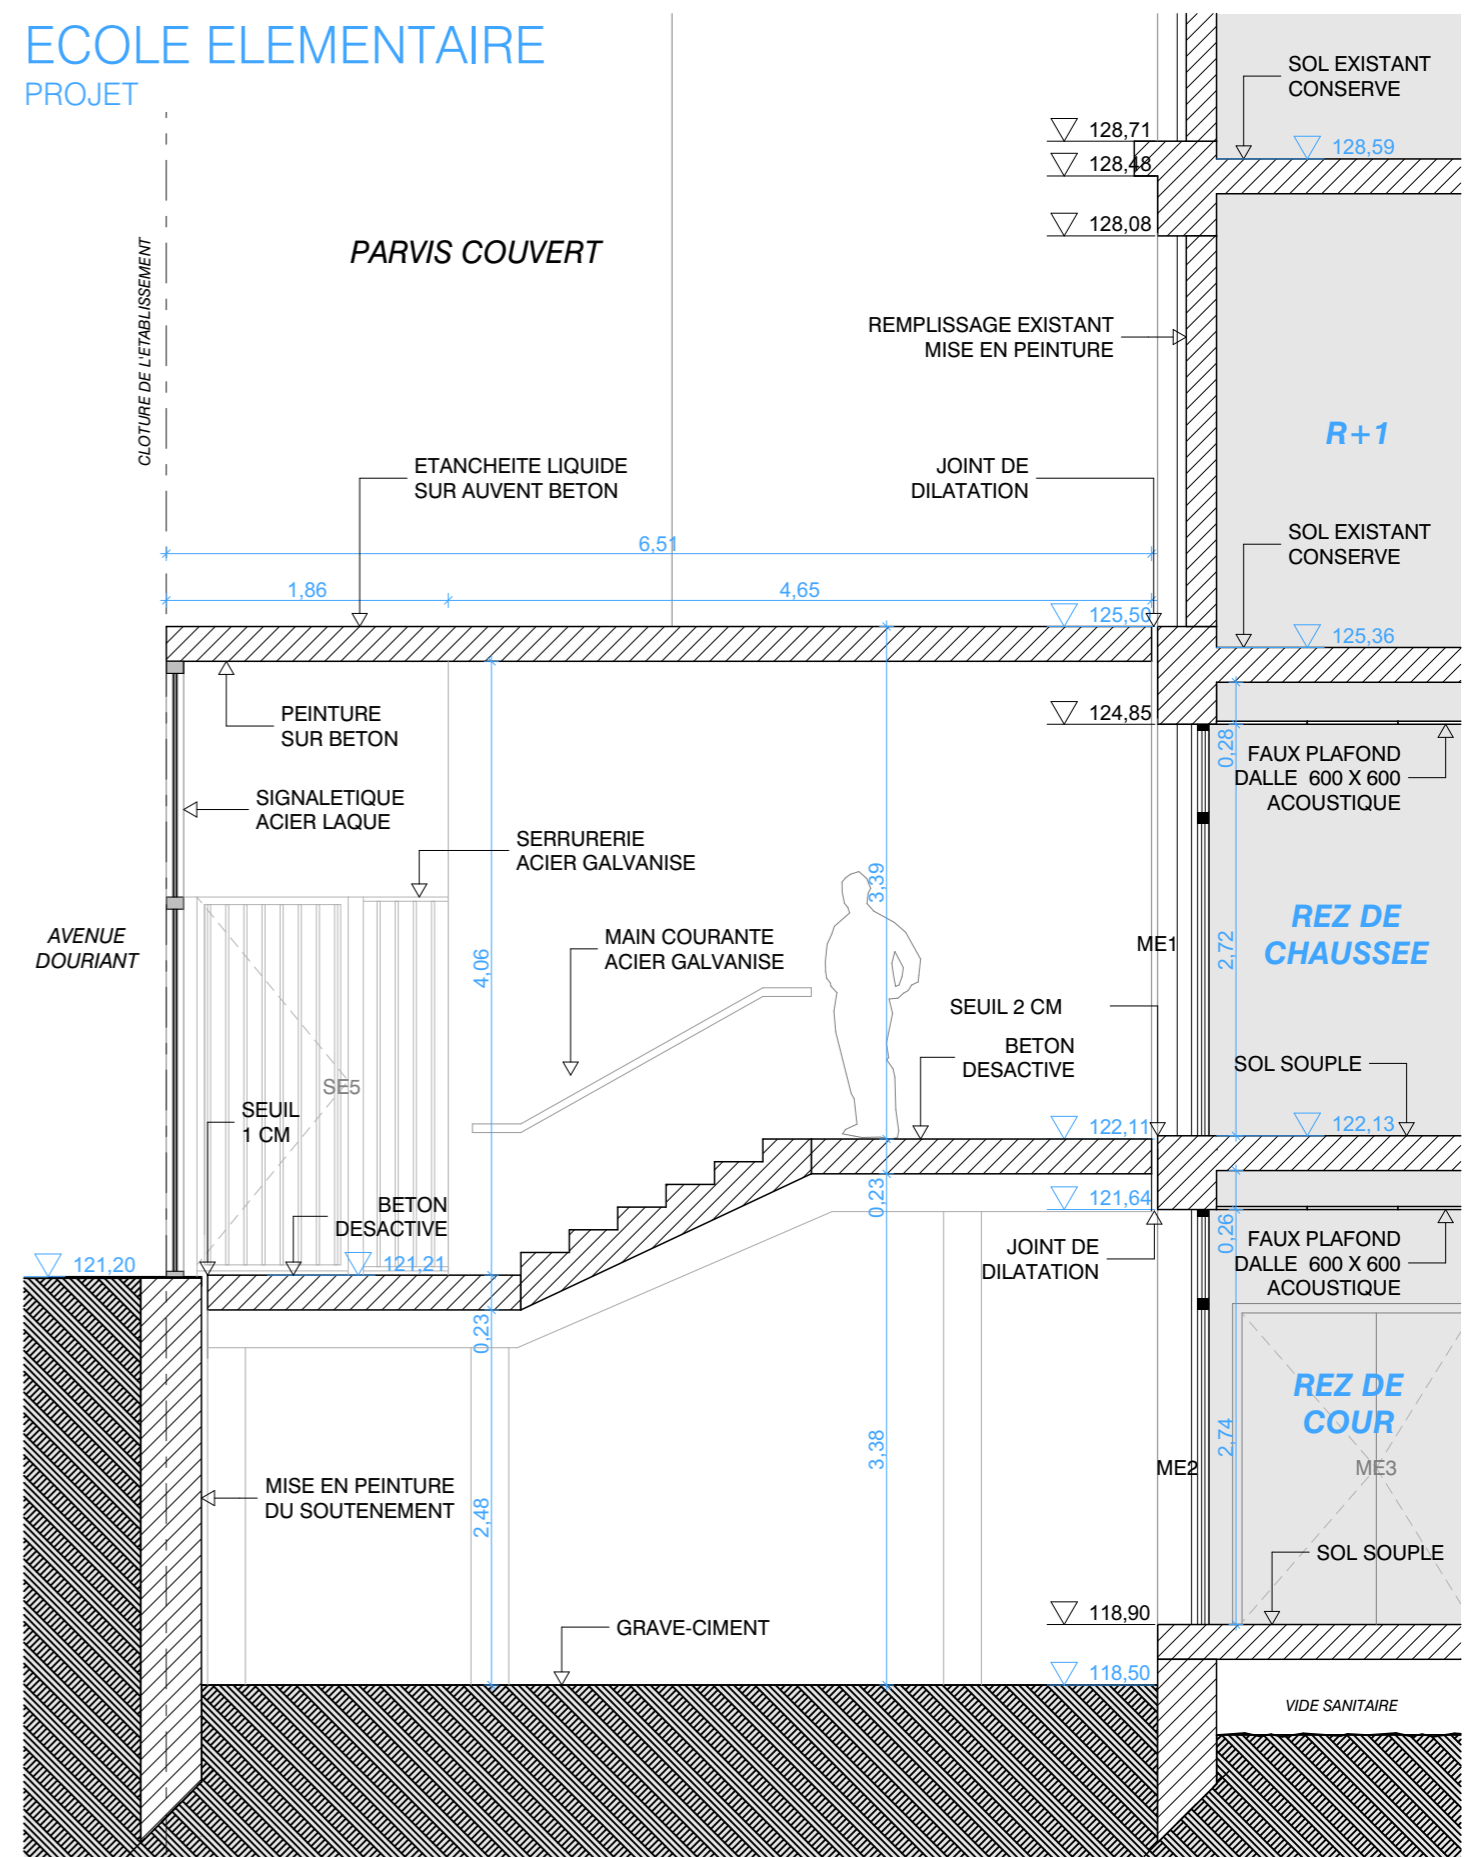 ECOLE ELEMENTAIRE
PROJET
SOL EXISTANT
CONSERVE
128,71
128,59
128,48
128,08
CLOTURE DE L'ETABLISSEMENT
PARVIS COUVERT
REMPLISSAGE EXISTANT
MISE EN PEINTURE
R+1
ETANCHEITE LIQUIDE
SUR AUVENT BETON
JOINT DE
DILATATION
SOL EXISTANT
CONSERVE
6,51
1,86
4,65
125,50
125,36
PEINTURE
SUR BETON
124,85
0,28
FAUX PLAFOND
DALLE 600 X 600
ACOUSTIQUE
SIGNALETIQUE
ACIER LAQUE
SERRURERIE
ACIER GALVANISE
3,39
AVENUE
DOURIANT
MAIN COURANTE
ACIER GALVANISE
4,06
ME1
2,72
REZ DE
CHAUSSEE
SEUIL 2 CM
BETON
DESACTIVE
SOL SOUPLE
SE5
SEUIL
1 CM
122,11
122,13
BETON
DESACTIVE
0,23
121,64
121,20
121,21
JOINT DE
DILATATION
0,26
FAUX PLAFOND
DALLE 600 X 600
ACOUSTIQUE
0,23
REZ DE
COUR
3,38
2,74
ME2
ME3
MISE EN PEINTURE
DU SOUTENEMENT
2,48
SOL SOUPLE
118,90
GRAVE-CIMENT
118,50
VIDE SANITAIRE